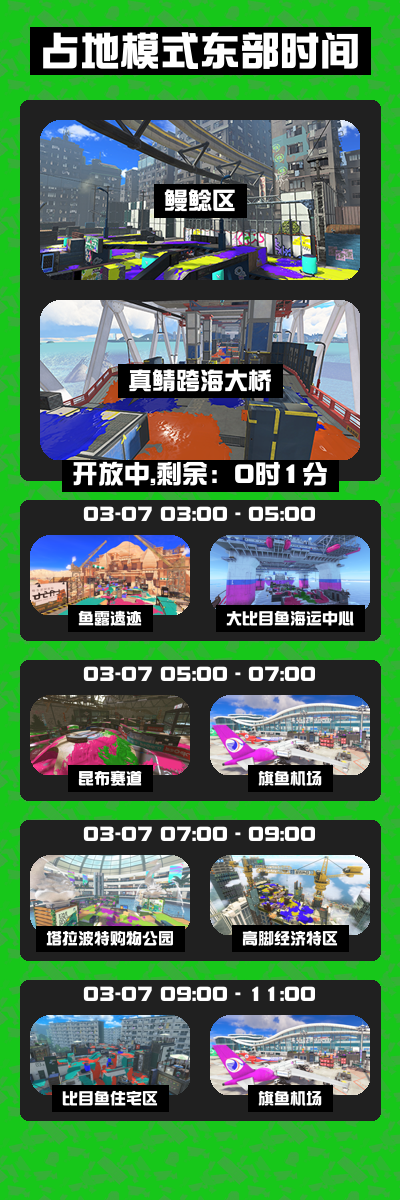 占地模式东部时间
鳗鲶区
真鲭跨海大桥
开放中,剩余：0时1分
03-07 03:00 - 05:00
鱼露遗迹
大比目鱼海运中心
03-07 05:00 - 07:00
昆布赛道
旗鱼机场
03-07 07:00 - 09:00
塔拉波特购物公园
高脚经济特区
03-07 09:00 - 11:00
比目鱼住宅区
旗鱼机场